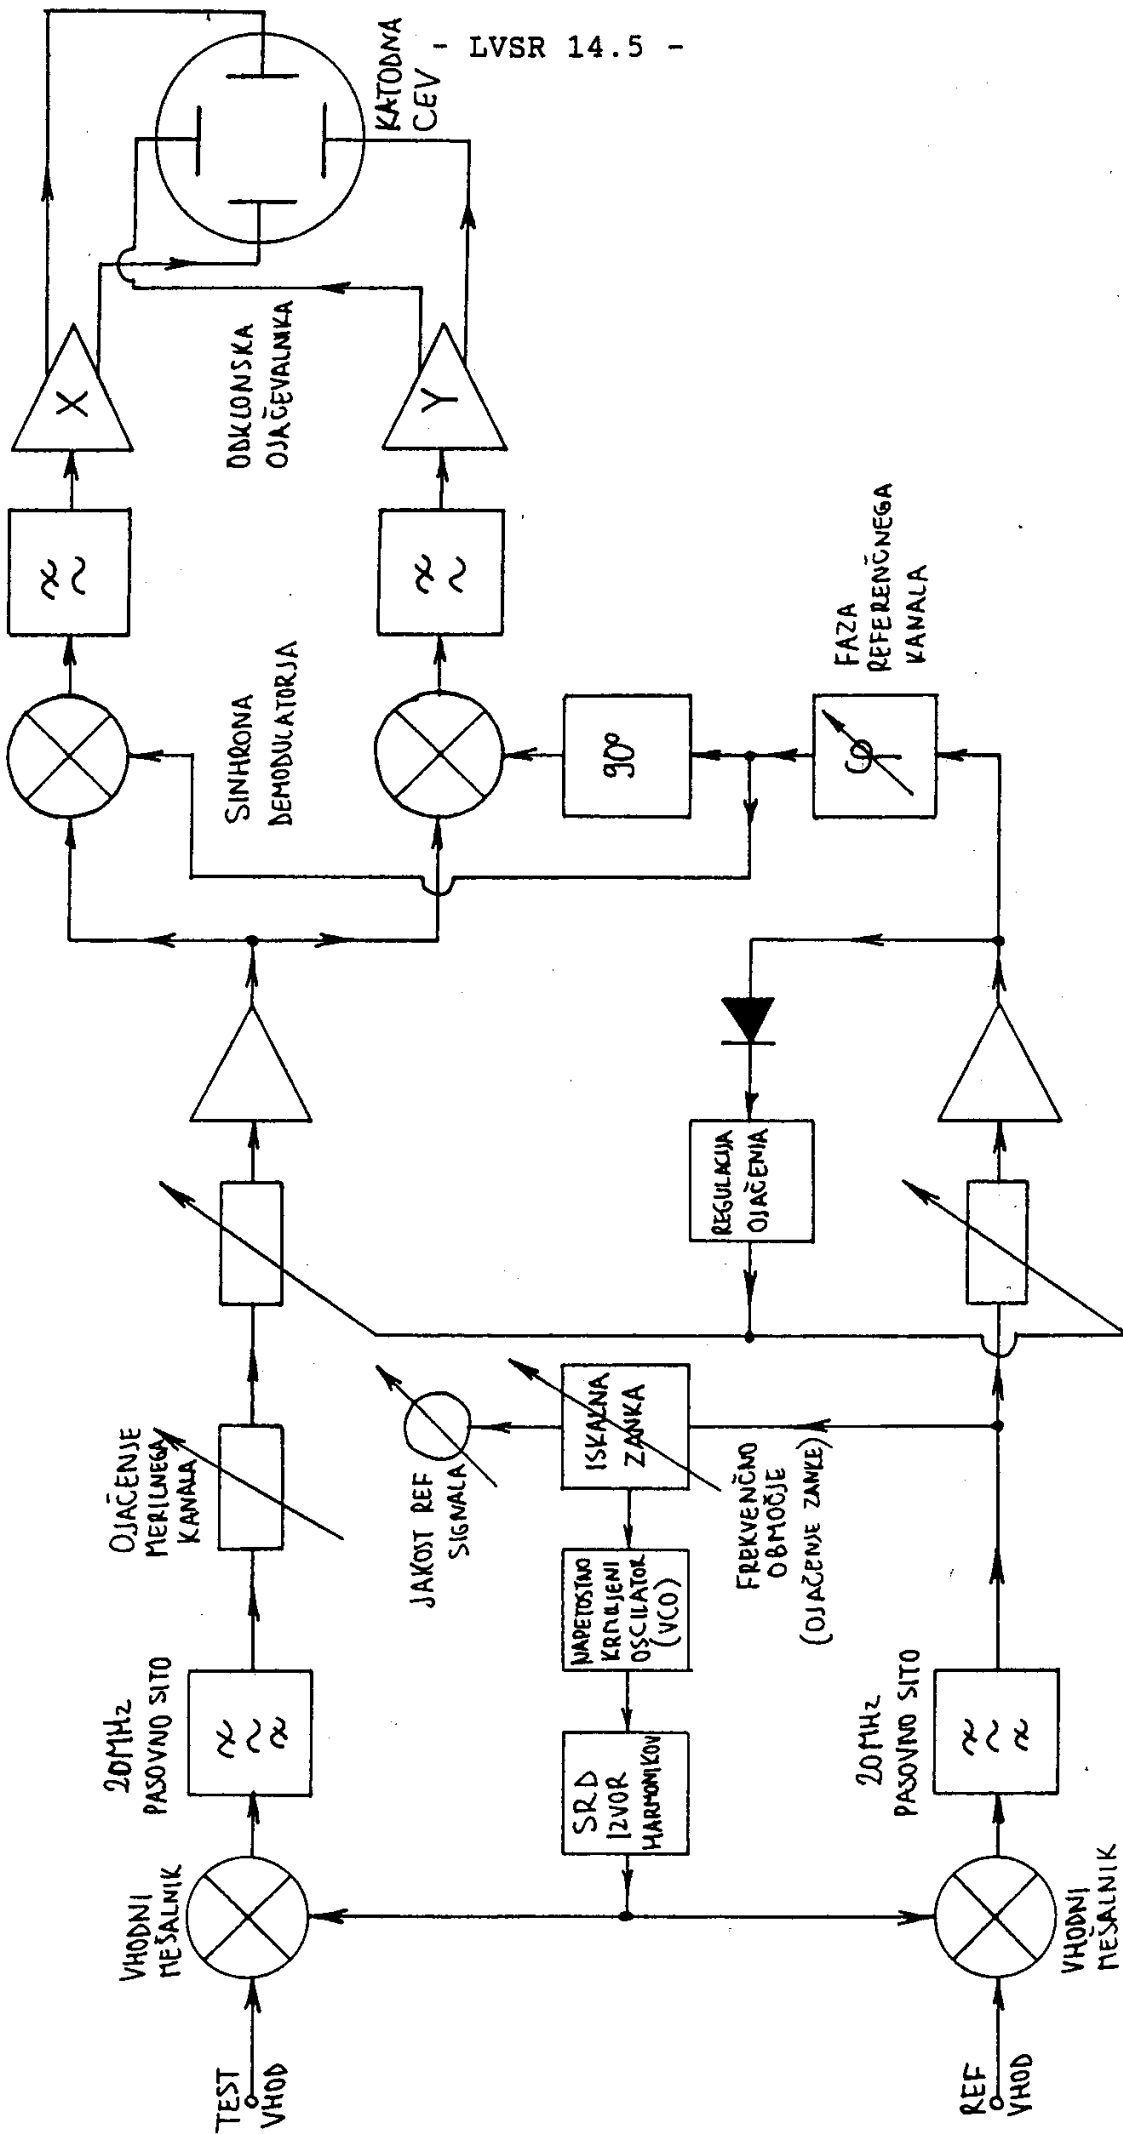 - LVSR 14.5 -
KATODNA
CEV
X
Y
ODKLONSKA
OJAČEVALNIKA
SINHRONA
DEMODULATORJA
90°
φ
FAZA
REFERENČNEGA
KANALA
REGULACIJA
OJAČENJA
OJAČENJE
MERILNEGA
KANALA
JAKOST REF
SIGNALA
ISKALNA
ZANKA
FREKVENČNO
OBMOČJE
(OJAČENJE ZANKE)
NAPETOSTNO
KRMILJENI
OSCILATOR
(VCO)
SRD
IZVOR
HARMONIKOV
20MHz
PASOVNO SITO
20MHz
PASOVNO SITO
VHODNI
MEŠALNIK
VHODNI
MEŠALNIK
TEST
VHOD
REF
VHOD